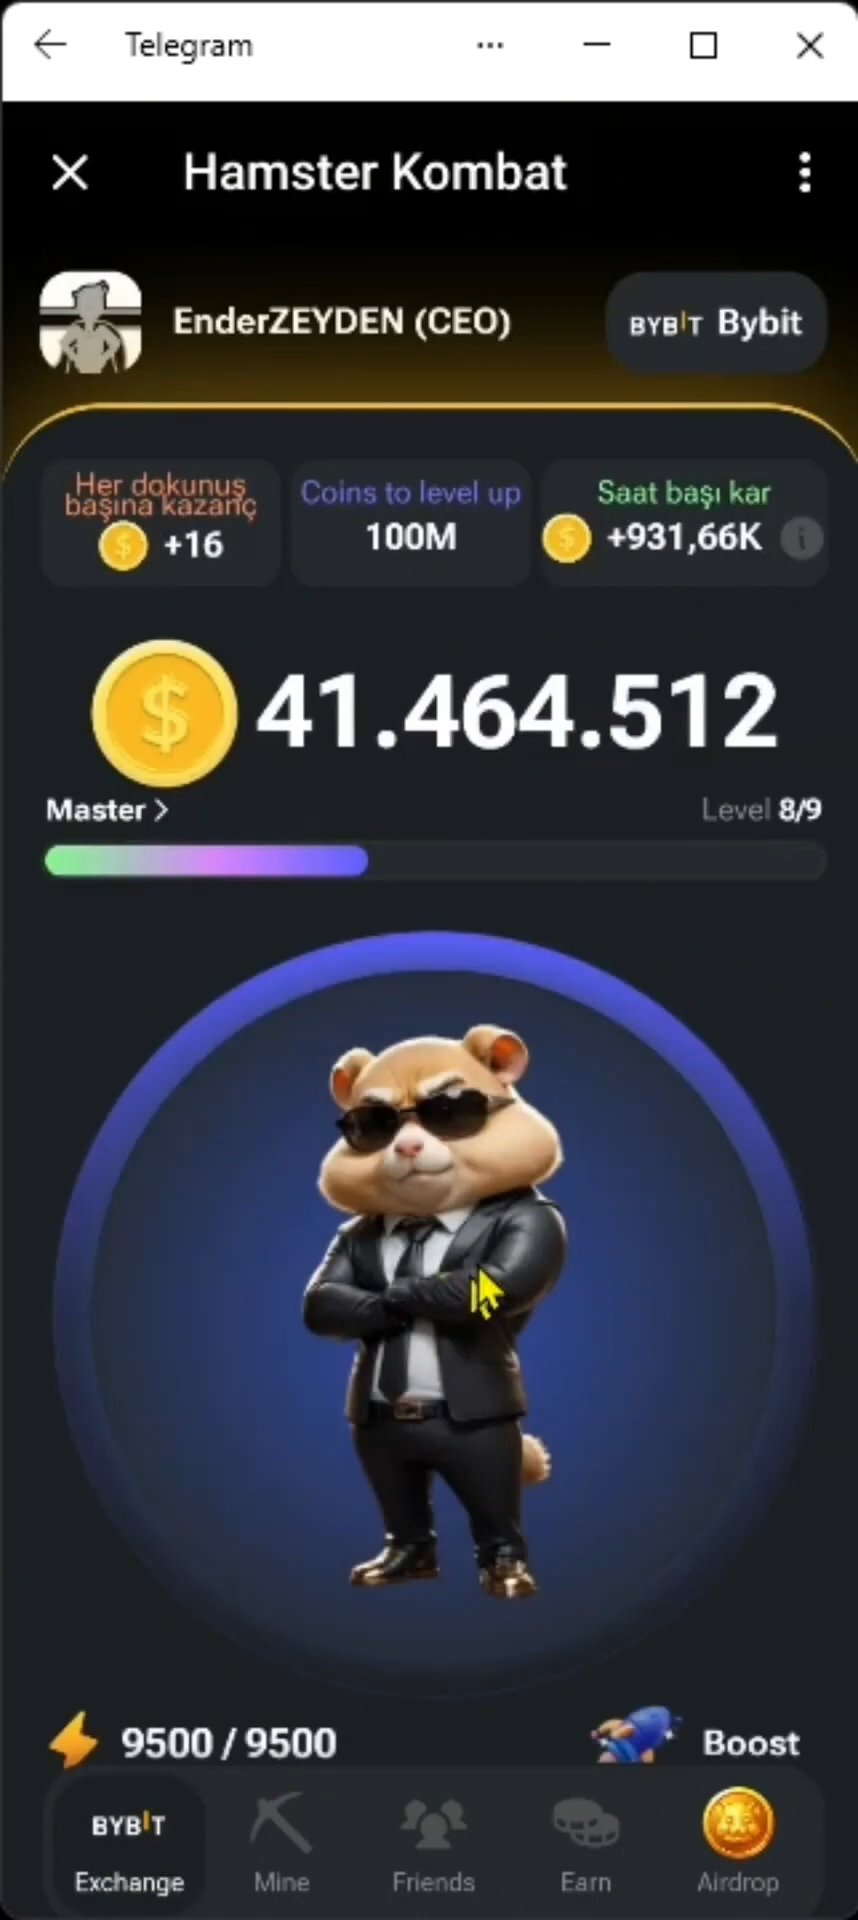 Telegram
Hamster Kombat
EnderZEYDEN (CEO)
BYBIT Bybit
Her dokunuş
başına kazanç
+16
Coins to level up
100M
Saat başı kar
+931,66K
41.464.512
Master >
Level 8/9
9500 / 9500
Boost
BYBIT
Exchange
Mine
Friends
Earn
Airdrop